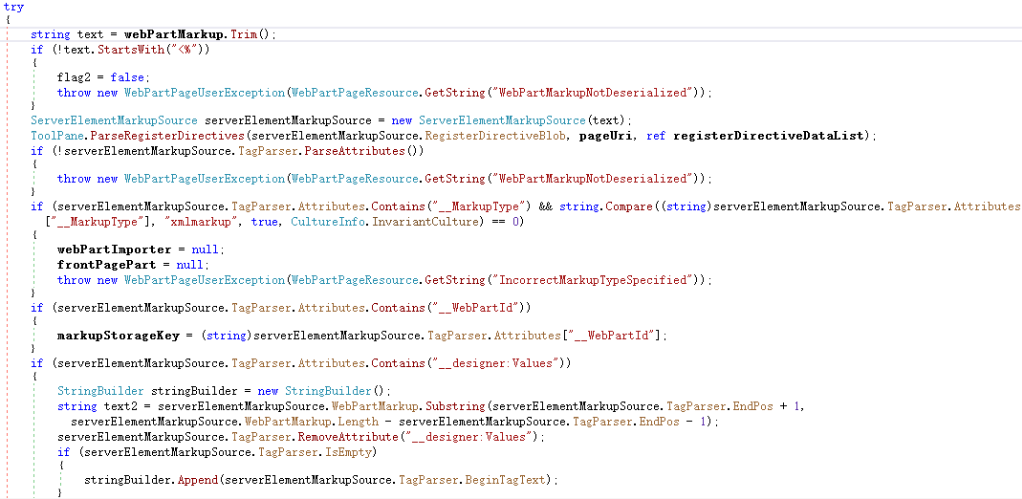 try
{
string text = webPartMarkup.Trim();
if (!text.StartsWith("<%"))
{
flag2 = false;
throw new WebPartPageUserException(WebPartPageResource.GetString("WebPartMarkupNotDeserialized"));
}
ServerElementMarkupSource serverElementMarkupSource = new ServerElementMarkupSource(text);
ToolPane.ParseRegisterDirectives(serverElementMarkupSource.RegisterDirectiveBlob, pageUri, ref registerDirectiveDataList);
if (!serverElementMarkupSource.TagParser.ParseAttributes())
{
throw new WebPartPageUserException(WebPartPageResource.GetString("WebPartMarkupNotDeserialized"));
}
if (serverElementMarkupSource.TagParser.Attributes.Contains("__MarkupType") && string.Compare((string)serverElementMarkupSource.TagParser.Attributes
["__MarkupType"], "xmlmarkup", true, CultureInfo.InvariantCulture) == 0)
{
webPartImporter = null;
frontPagePart = null;
throw new WebPartPageUserException(WebPartPageResource.GetString("IncorrectMarkupTypeSpecified"));
}
if (serverElementMarkupSource.TagParser.Attributes.Contains("__WebPartId"))
{
markupStorageKey = (string)serverElementMarkupSource.TagParser.Attributes["__WebPartId"];
}
if (serverElementMarkupSource.TagParser.Attributes.Contains("__designer:Values"))
{
StringBuilder stringBuilder = new StringBuilder();
string text2 = serverElementMarkupSource.WebPartMarkup.Substring(serverElementMarkupSource.TagParser.EndPos + 1,
serverElementMarkupSource.WebPartMarkup.Length - serverElementMarkupSource.TagParser.EndPos - 1);
serverElementMarkupSource.TagParser.RemoveAttribute("__designer:Values");
if (serverElementMarkupSource.TagParser.IsEmpty)
{
stringBuilder.Append(serverElementMarkupSource.TagParser.BeginTagText);
}